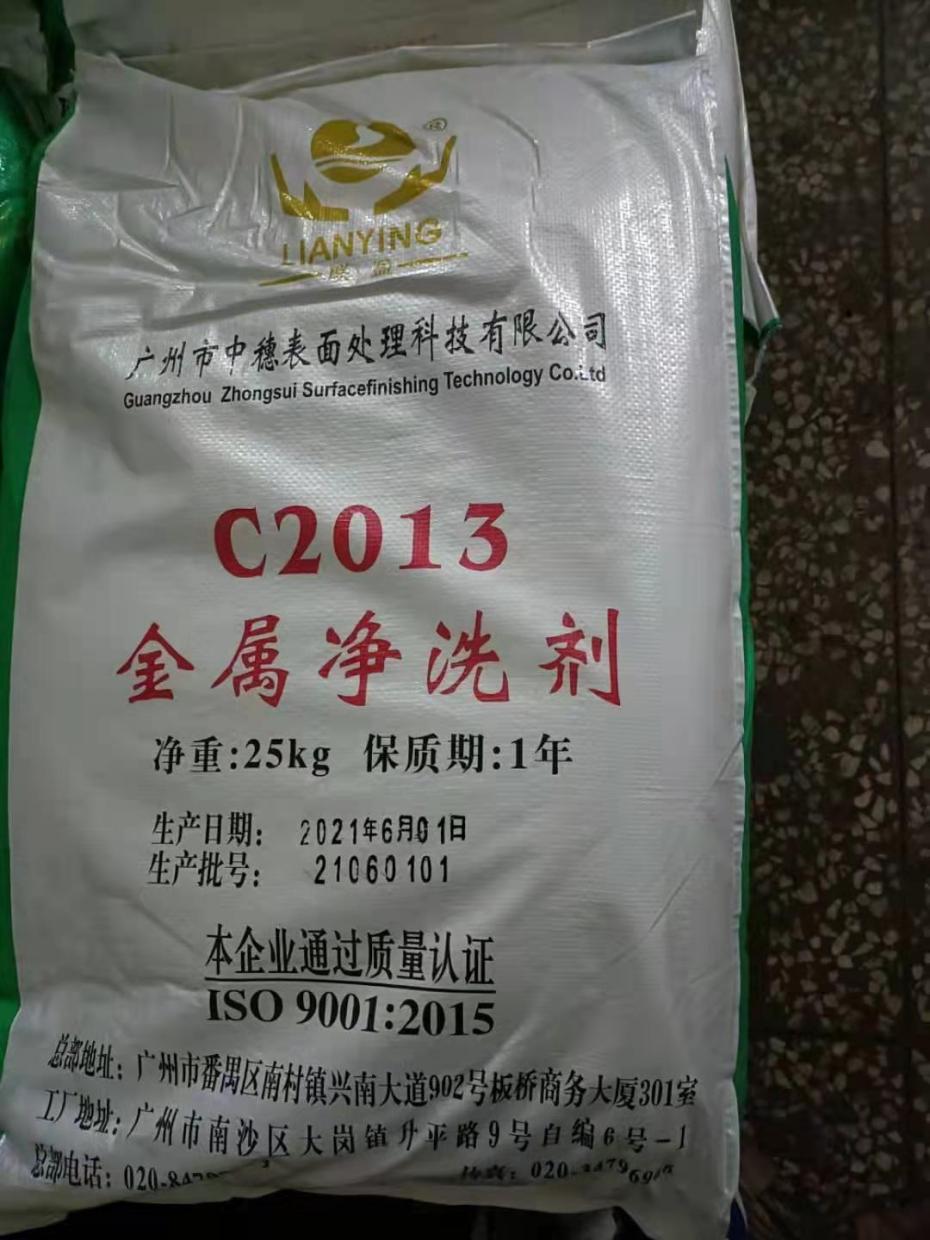 ®
LIANYING
联盈
广州市中穗表面处理科技有限公司
Guangzhou Zhongsui Surfacefinishing Technology Co.Ltd
C2013
金属净洗剂
净重:25kg 保质期:1年
生产日期: 2021年6月01日
生产批号: 21060101
本企业通过质量认证
ISO 9001:2015
总部地址: 广州市番禺区南村镇兴南大道902号板桥商务大厦301室
工厂地址: 广州市南沙区大岗镇升平路9号自编6号-1
总部电话: 传真: